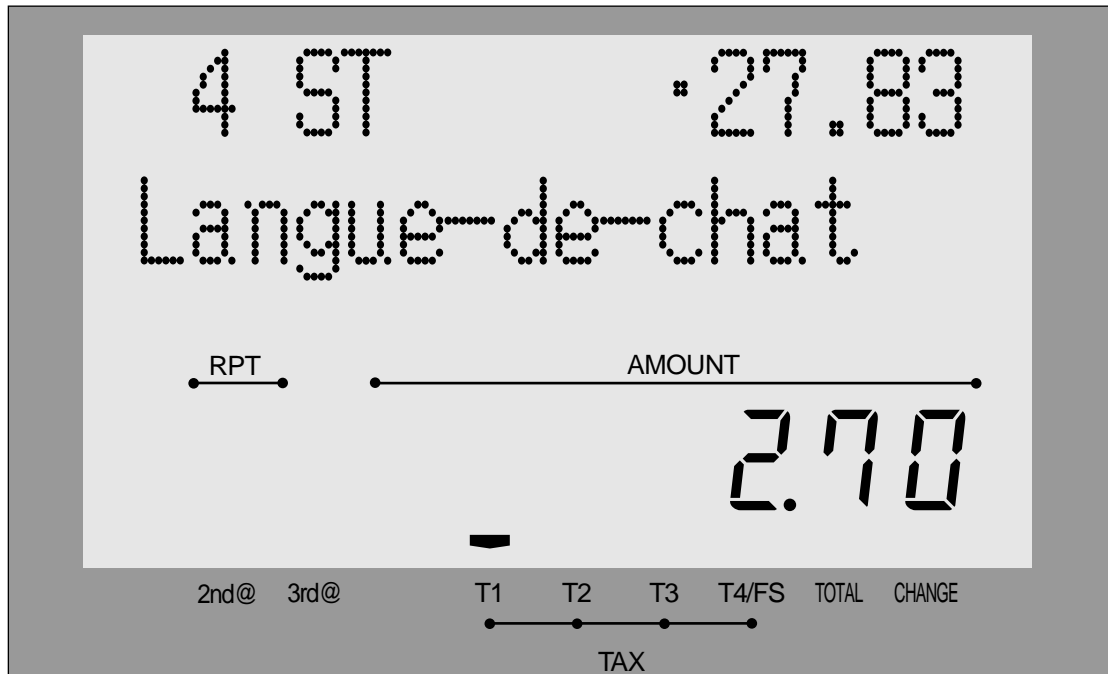 4 ST ·27.83
Langue-de-chat
RPT AMOUNT
2.70
2nd@ 3rd@ T1 T2 T3 T4/FS TOTAL CHANGE
TAX